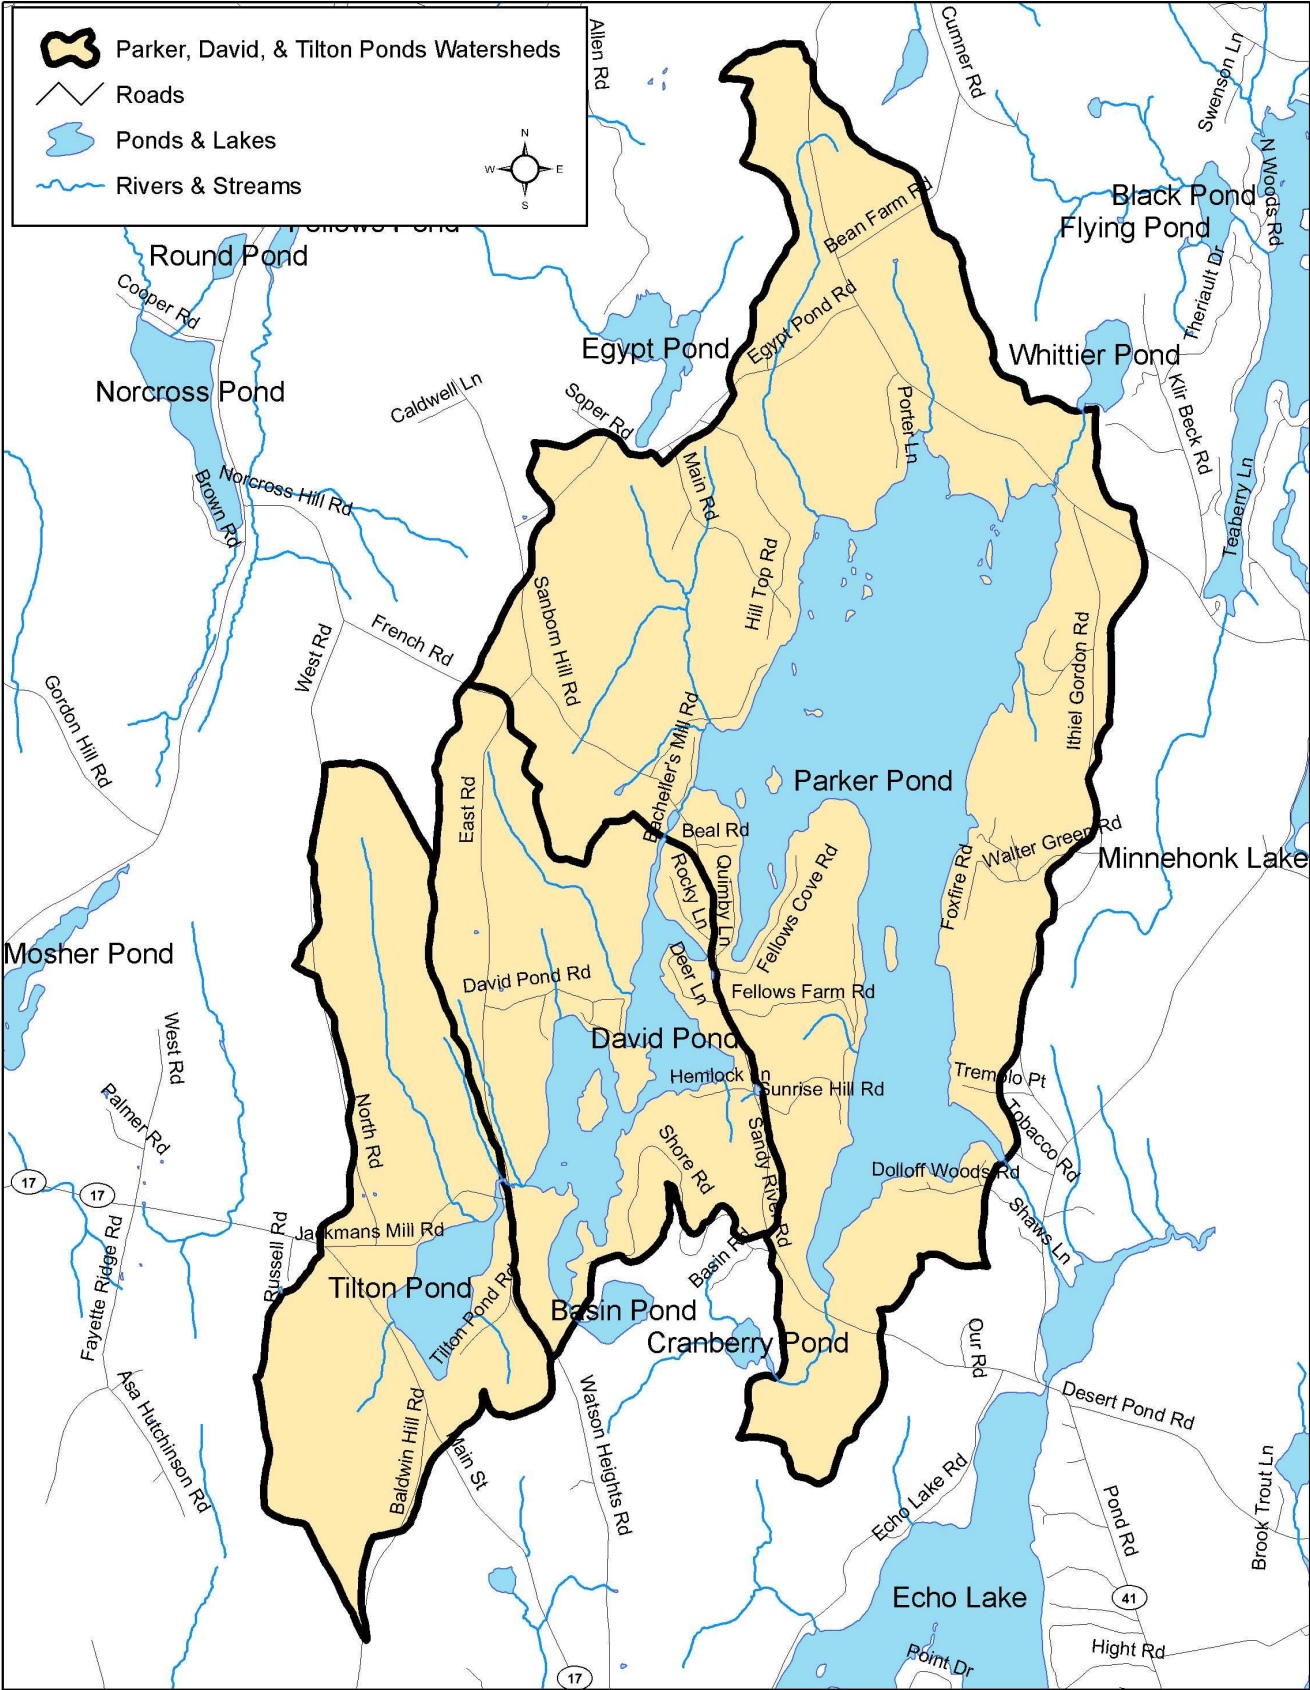 Parker, David, & Tilton Ponds Watersheds
Roads
Ponds & Lakes
Rivers & Streams
N
W
E
S
Allen Rd
Cumner Rd
Swenson Ln
N Woods Rd
Black Pond
Flying Pond
Theriault Dr
Bean Farm Rd
Round Pond
Cooper Rd
Egypt Pond Rd
Egypt Pond
Whittier Pond
Norcross Pond
Caldwell Ln
Soper Rd
Klir Beck Rd
Porter Ln
Main Rd
Norcross Hill Rd
Brown Rd
Teaberry Ln
Hill Top Rd
Sanborn Hill Rd
French Rd
West Rd
Ithiel Gordon Rd
Gordon Hill Rd
Bacheller's Mill Rd
Parker Pond
East Rd
Beal Rd
Walter Green Rd
Minnehonk Lake
Rocky Ln
Quimby Ln
Fellows Cove Rd
Foxfire Rd
Mosher Pond
David Pond Rd
Deer Ln
Fellows Farm Rd
David Pond
West Rd
Hemlock Ln
Sunrise Hill Rd
Tremolo Pt
Palmer Rd
North Rd
Shore Rd
Sandy River Rd
Tobacco Rd
Dolloff Woods Rd
17
17
Jackmans Mill Rd
Russell Rd
Fayette Ridge Rd
Shaws Ln
Basin Rd
Tilton Pond
Tilton Pond Rd
Basin Pond
Cranberry Pond
Our Rd
Asa Hutchinson Rd
Baldwin Hill Rd
Main St
Watson Heights Rd
Desert Pond Rd
Echo Lake Rd
Pond Rd
Brook Trout Ln
Echo Lake
41
Hight Rd
Point Dr
17